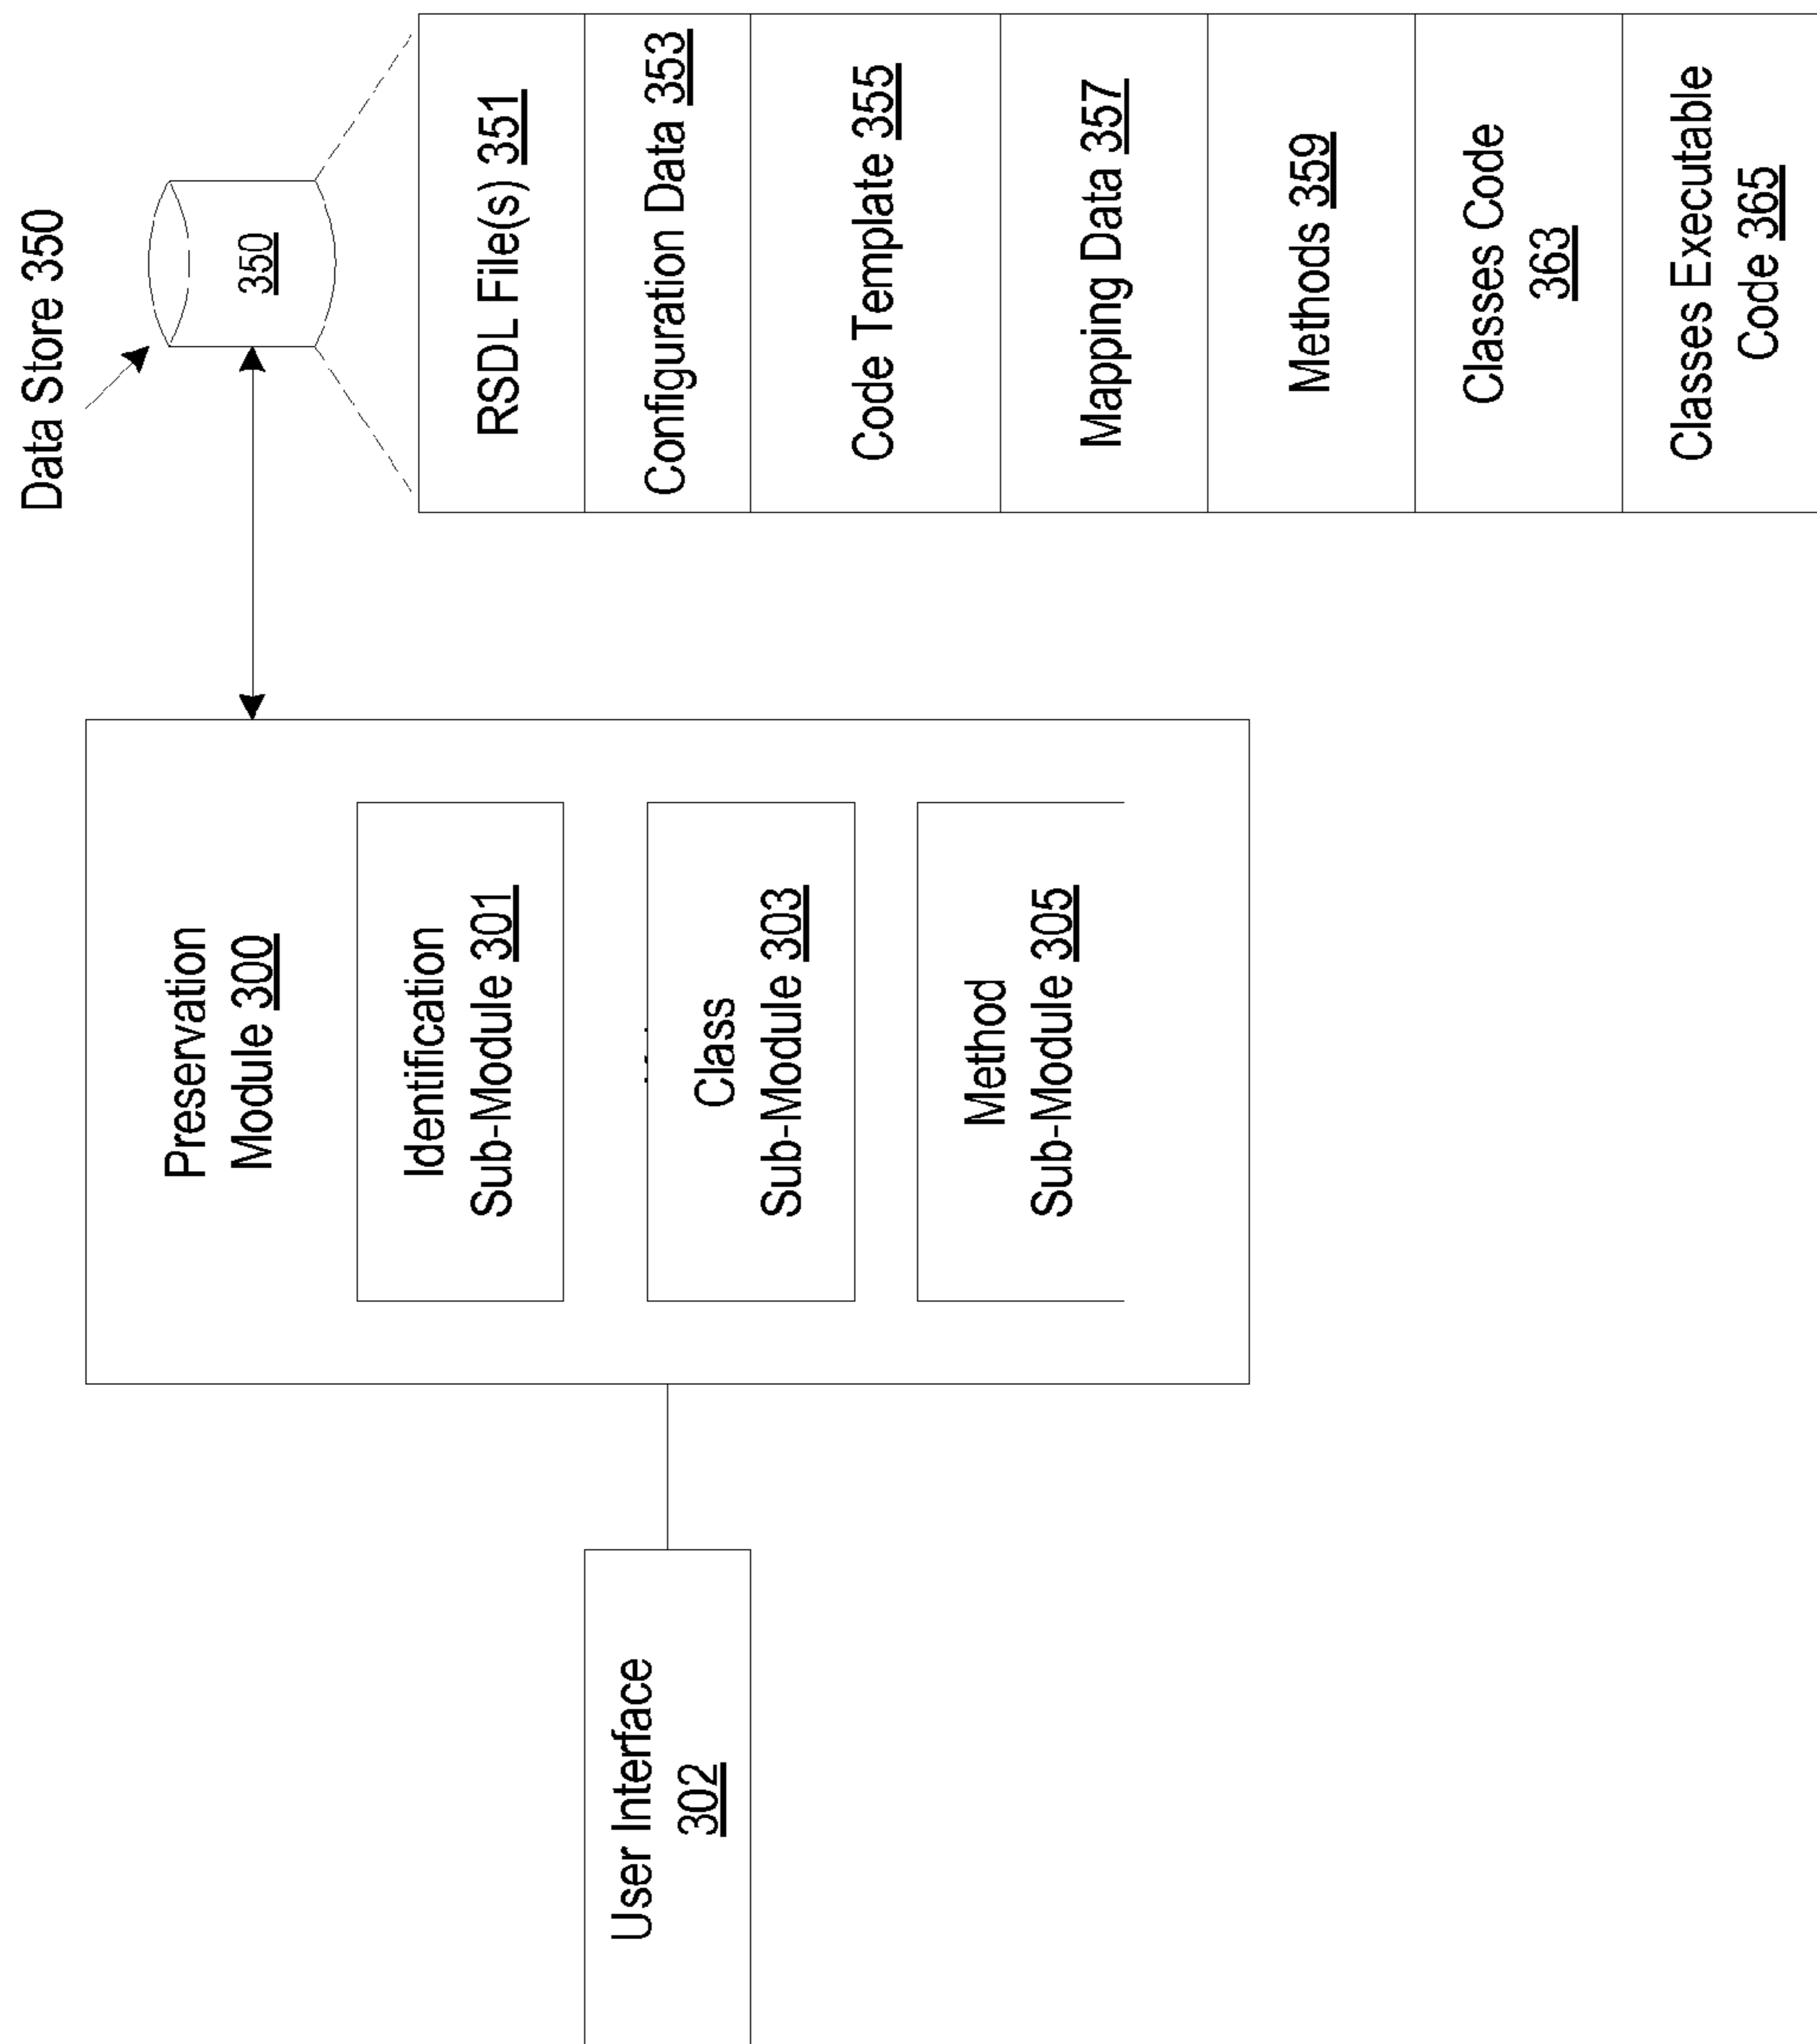 Data Store 350
350
RSDL File(s) 351
Configuration Data 353
Code Template 355
Mapping Data 357
Methods 359
Classes Code
363
Classes Executable
Code 365
Preservation
Module 300
Identification
Sub-Module 301
Class
Sub-Module 303
Method
Sub-Module 305
User Interface
302